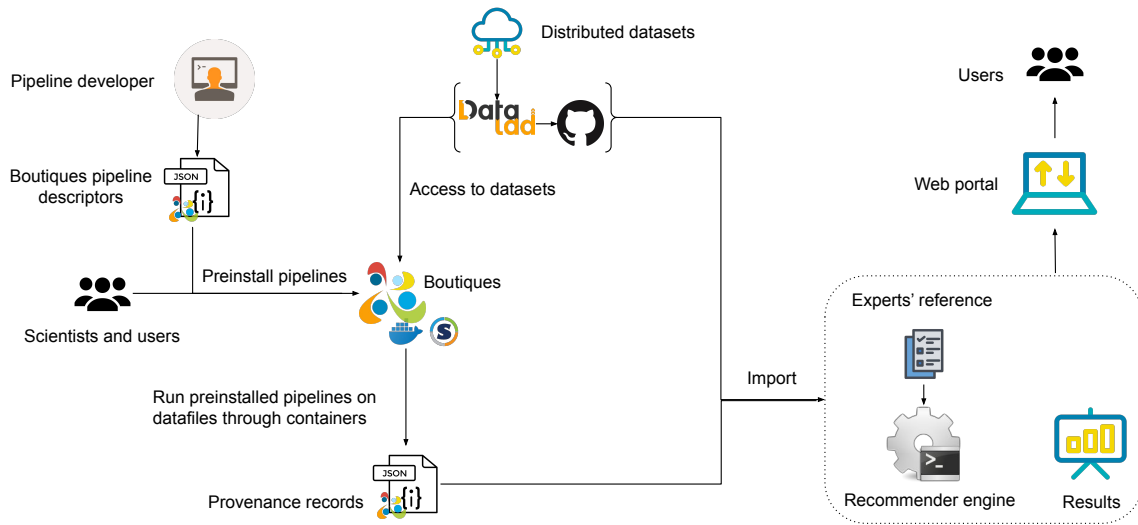 Distributed datasets
Pipeline developer
>_
Users
Data
lad
JSON
{i}
Boutiques pipeline
descriptors
Access to datasets
Web portal
Preinstall pipelines
Boutiques
S
Scientists and users
Experts’ reference
Import
Run preinstalled pipelines on
datafiles through containers
>_
JSON
{i}
Provenance records
Recommender engine
Results